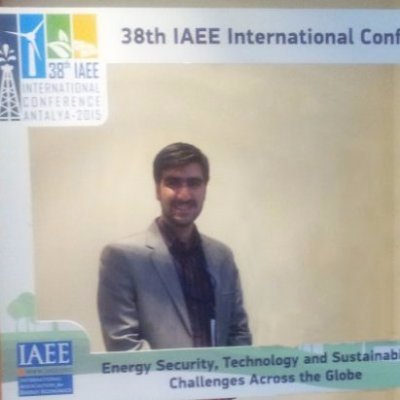 38th IAEE International Conf
38th IAEE
INTERNATIONAL
CONFERENCE
ANTALYA-2015
IAEE
INTERNATIONAL
ASSOCIATION for
ENERGY ECONOMICS
Energy Security, Technology and Sustainabi
Challenges Across the Globe